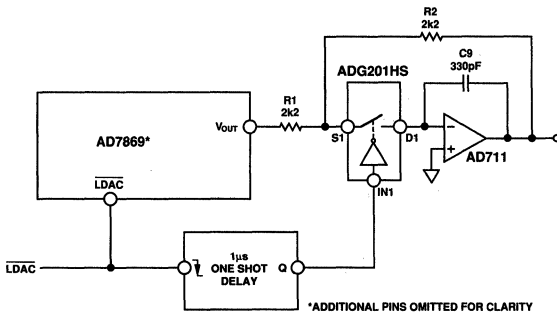 R2
2k2
C9
330pF
ADG201HS
R1
2k2
VOUT
S1
D1
–
+
AD711
AD7869*
IN1
LDAC
1μs
ONE SHOT
DELAY
Q
LDAC
*ADDITIONAL PINS OMITTED FOR CLARITY